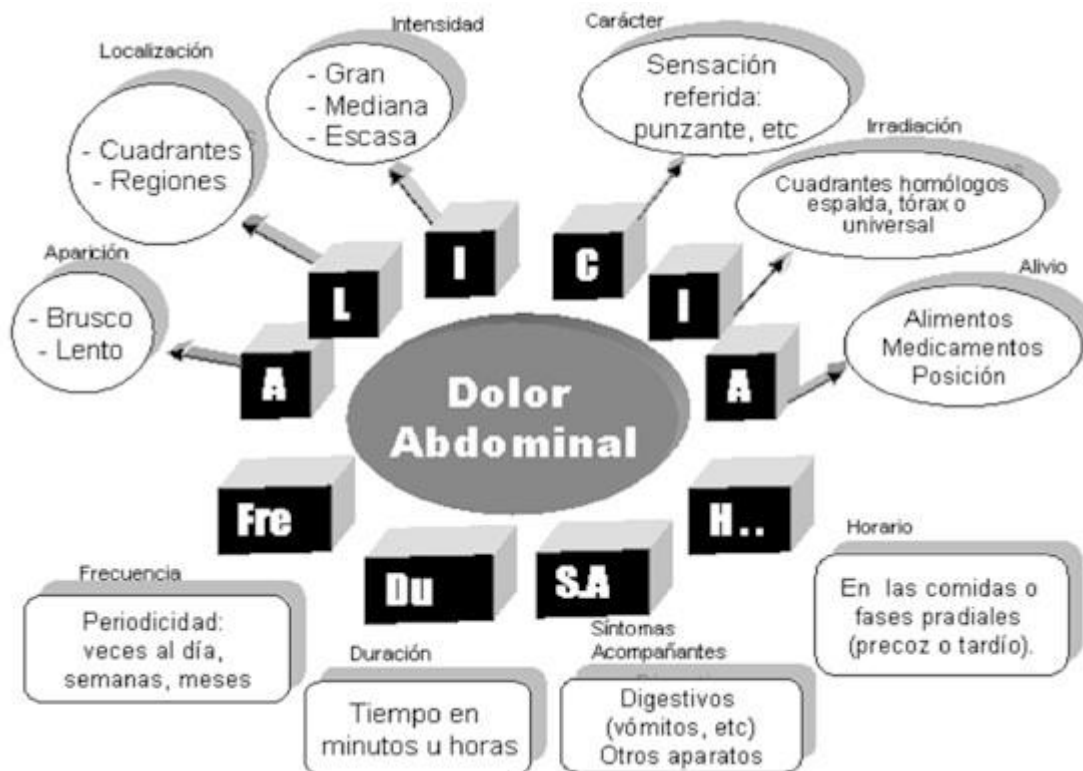 Intensidad
- Gran
- Mediana
- Escasa
Carácter
Sensación
referida:
punzante, etc
Localización
- Cuadrantes
- Regiones
Irradiación
Cuadrantes homólogos
espalda, tórax o
universal
Aparición
- Brusco
- Lento
Alivio
Alimentos
Medicamentos
Posición
A
L
I
C
I
A
Dolor
Abdominal
Fre
Du
S.A
H . .
Frecuencia
Periodicidad:
veces al día,
semanas, meses
Duración
Tiempo en
minutos u horas
Síntomas
Acompañantes
Digestivos
(vómitos, etc)
Otros aparatos
Horario
En las comidas o
fases pradiales
(precoz o tardío).